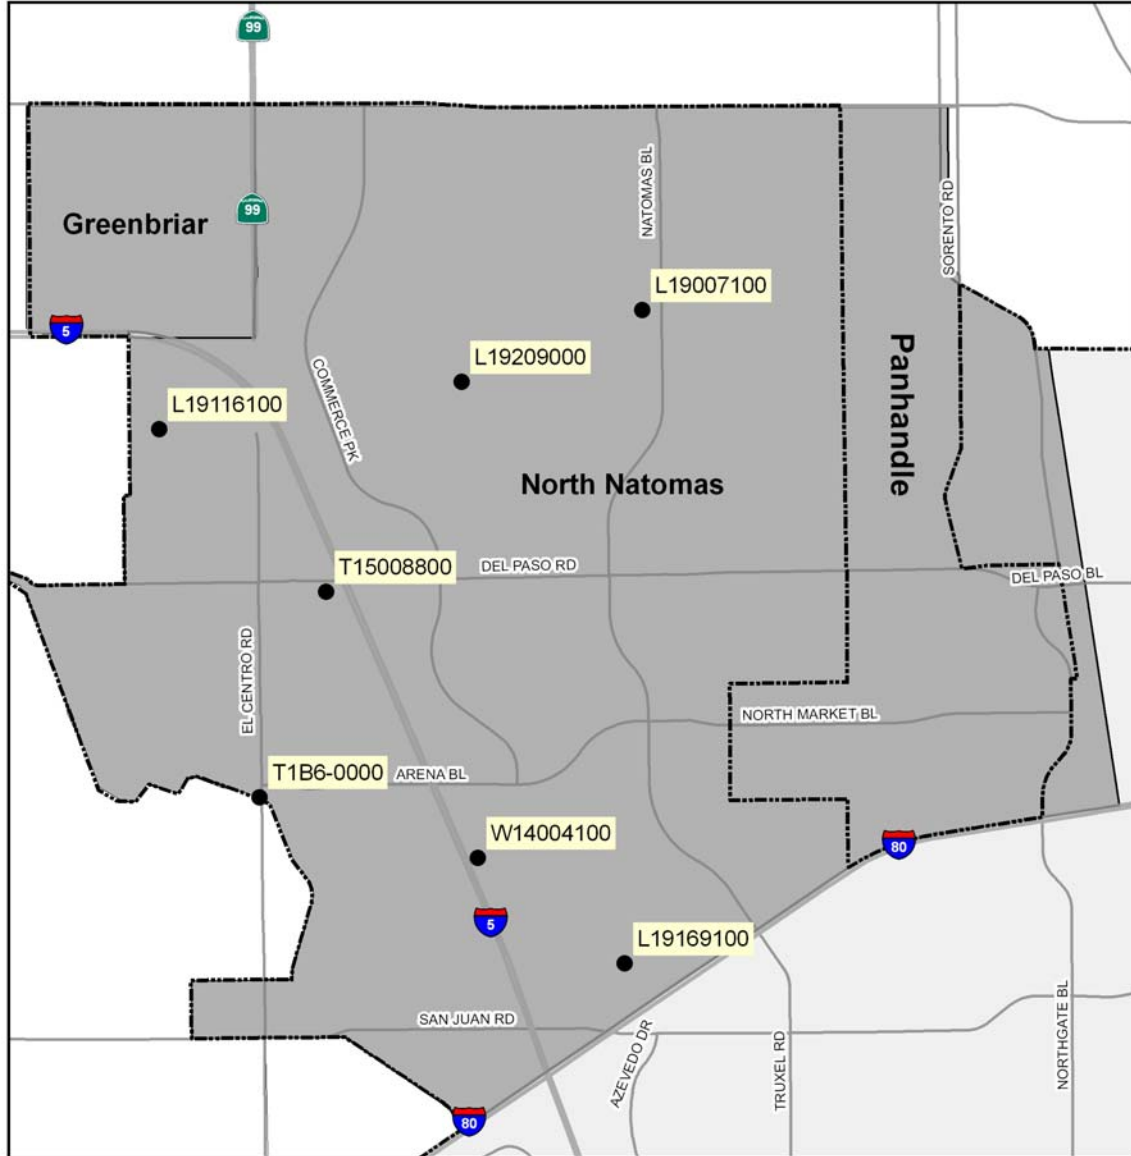 99
99
Greenbriar
NATOMAS BL
SORENTO RD
L19007100
5
Panhandle
L19209000
COMMERCE PK
L19116100
North Natomas
T15008800
DEL PASO RD
DEL PASO BL
EL CENTRO RD
NORTH MARKET BL
T1B6-0000
ARENA BL
W14004100
80
5
L19169100
SAN JUAN RD
AZEVEDO DR
TRUXEL RD
NORTHGATE BL
80